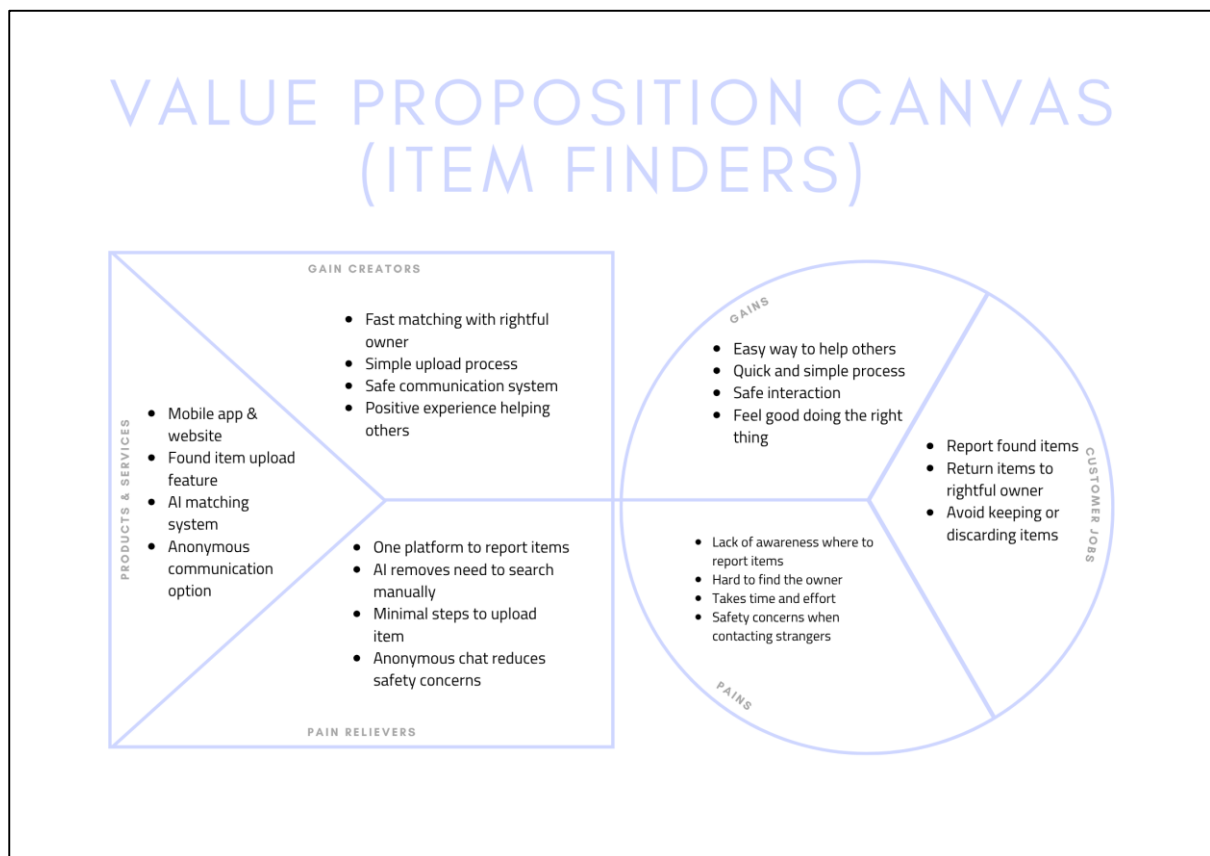 VALUE PROPOSITION CANVAS
(ITEM FINDERS)
GAIN CREATORS
• Fast matching with rightful
owner
• Simple upload process
• Safe communication system
• Positive experience helping
others
PRODUCTS & SERVICES
• Mobile app &
website
• Found item upload
feature
• AI matching
system
• Anonymous
communication
option
• One platform to report items
• AI removes need to search
manually
• Minimal steps to upload
item
• Anonymous chat reduces
safety concerns
PAIN RELIEVERS
GAINS
• Easy way to help others
• Quick and simple process
• Safe interaction
• Feel good doing the right
thing
CUSTOMER JOBS
• Report found items
• Return items to
rightful owner
• Avoid keeping or
discarding items
• Lack of awareness where to
report items
• Hard to find the owner
• Takes time and effort
• Safety concerns when
contacting strangers
PAINS